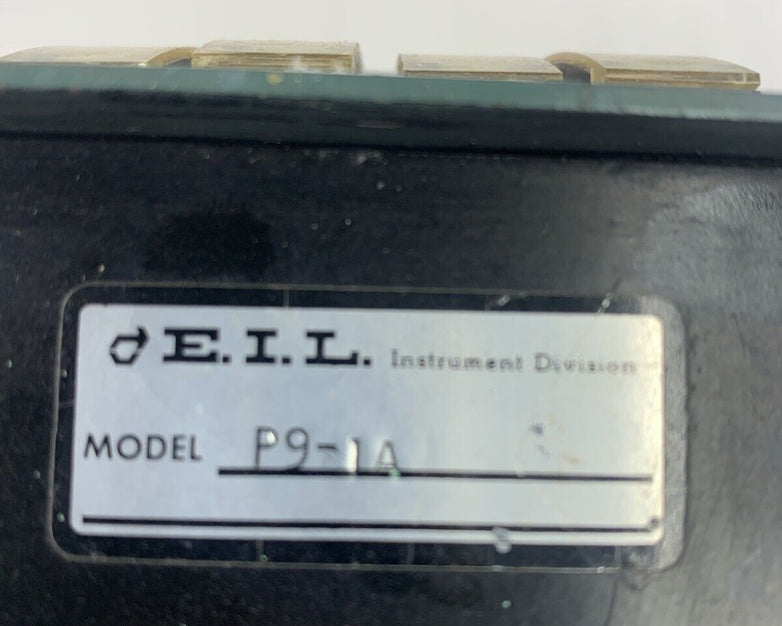 E.I.L. Instrument Division
MODEL P9-1A